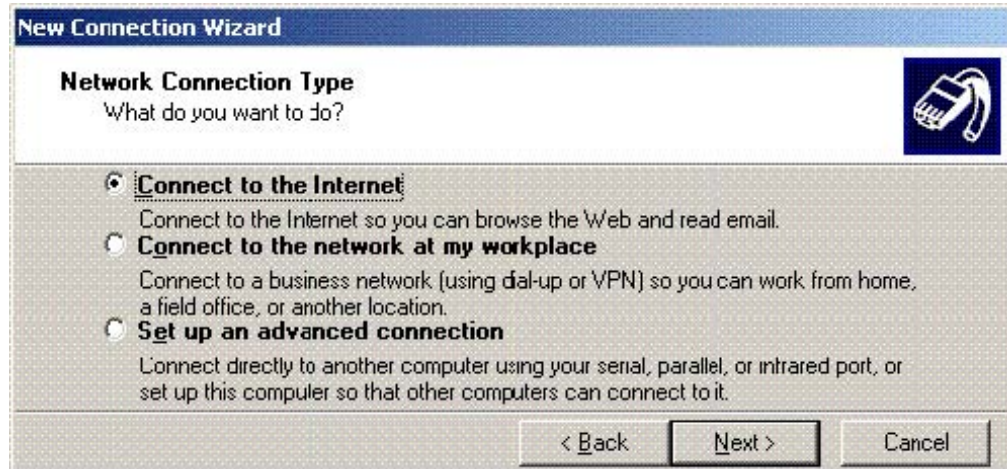 New Connection Wizard
Network Connection Type
What do you want to do?
Connect to the Internet
Connect to the Internet so you can browse the Web and read email.
Connect to the network at my workplace
Connect to a business network (using dial-up or VPN) so you can work from home,
a field office, or another location.
Set up an advanced connection
Connect directly to another computer using your serial, parallel, or infrared port, or
set up this computer so that other computers can connect to it.
< Back
Next >
Cancel